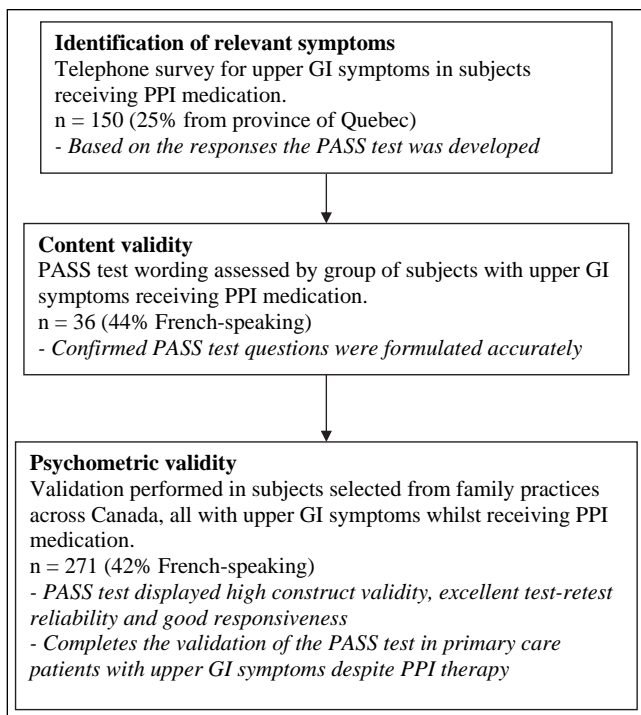 Identification of relevant symptoms
Telephone survey for upper GI symptoms in subjects
receiving PPI medication.
n = 150 (25% from province of Quebec)
- Based on the responses the PASS test was developed
Content validity
PASS test wording assessed by group of subjects with upper GI
symptoms receiving PPI medication.
n = 36 (44% French-speaking)
- Confirmed PASS test questions were formulated accurately
Psychometric validity
Validation performed in subjects selected from family practices
across Canada, all with upper GI symptoms whilst receiving PPI
medication.
n = 271 (42% French-speaking)
- PASS test displayed high construct validity, excellent test-retest
reliability and good responsiveness
- Completes the validation of the PASS test in primary care
patients with upper GI symptoms despite PPI therapy